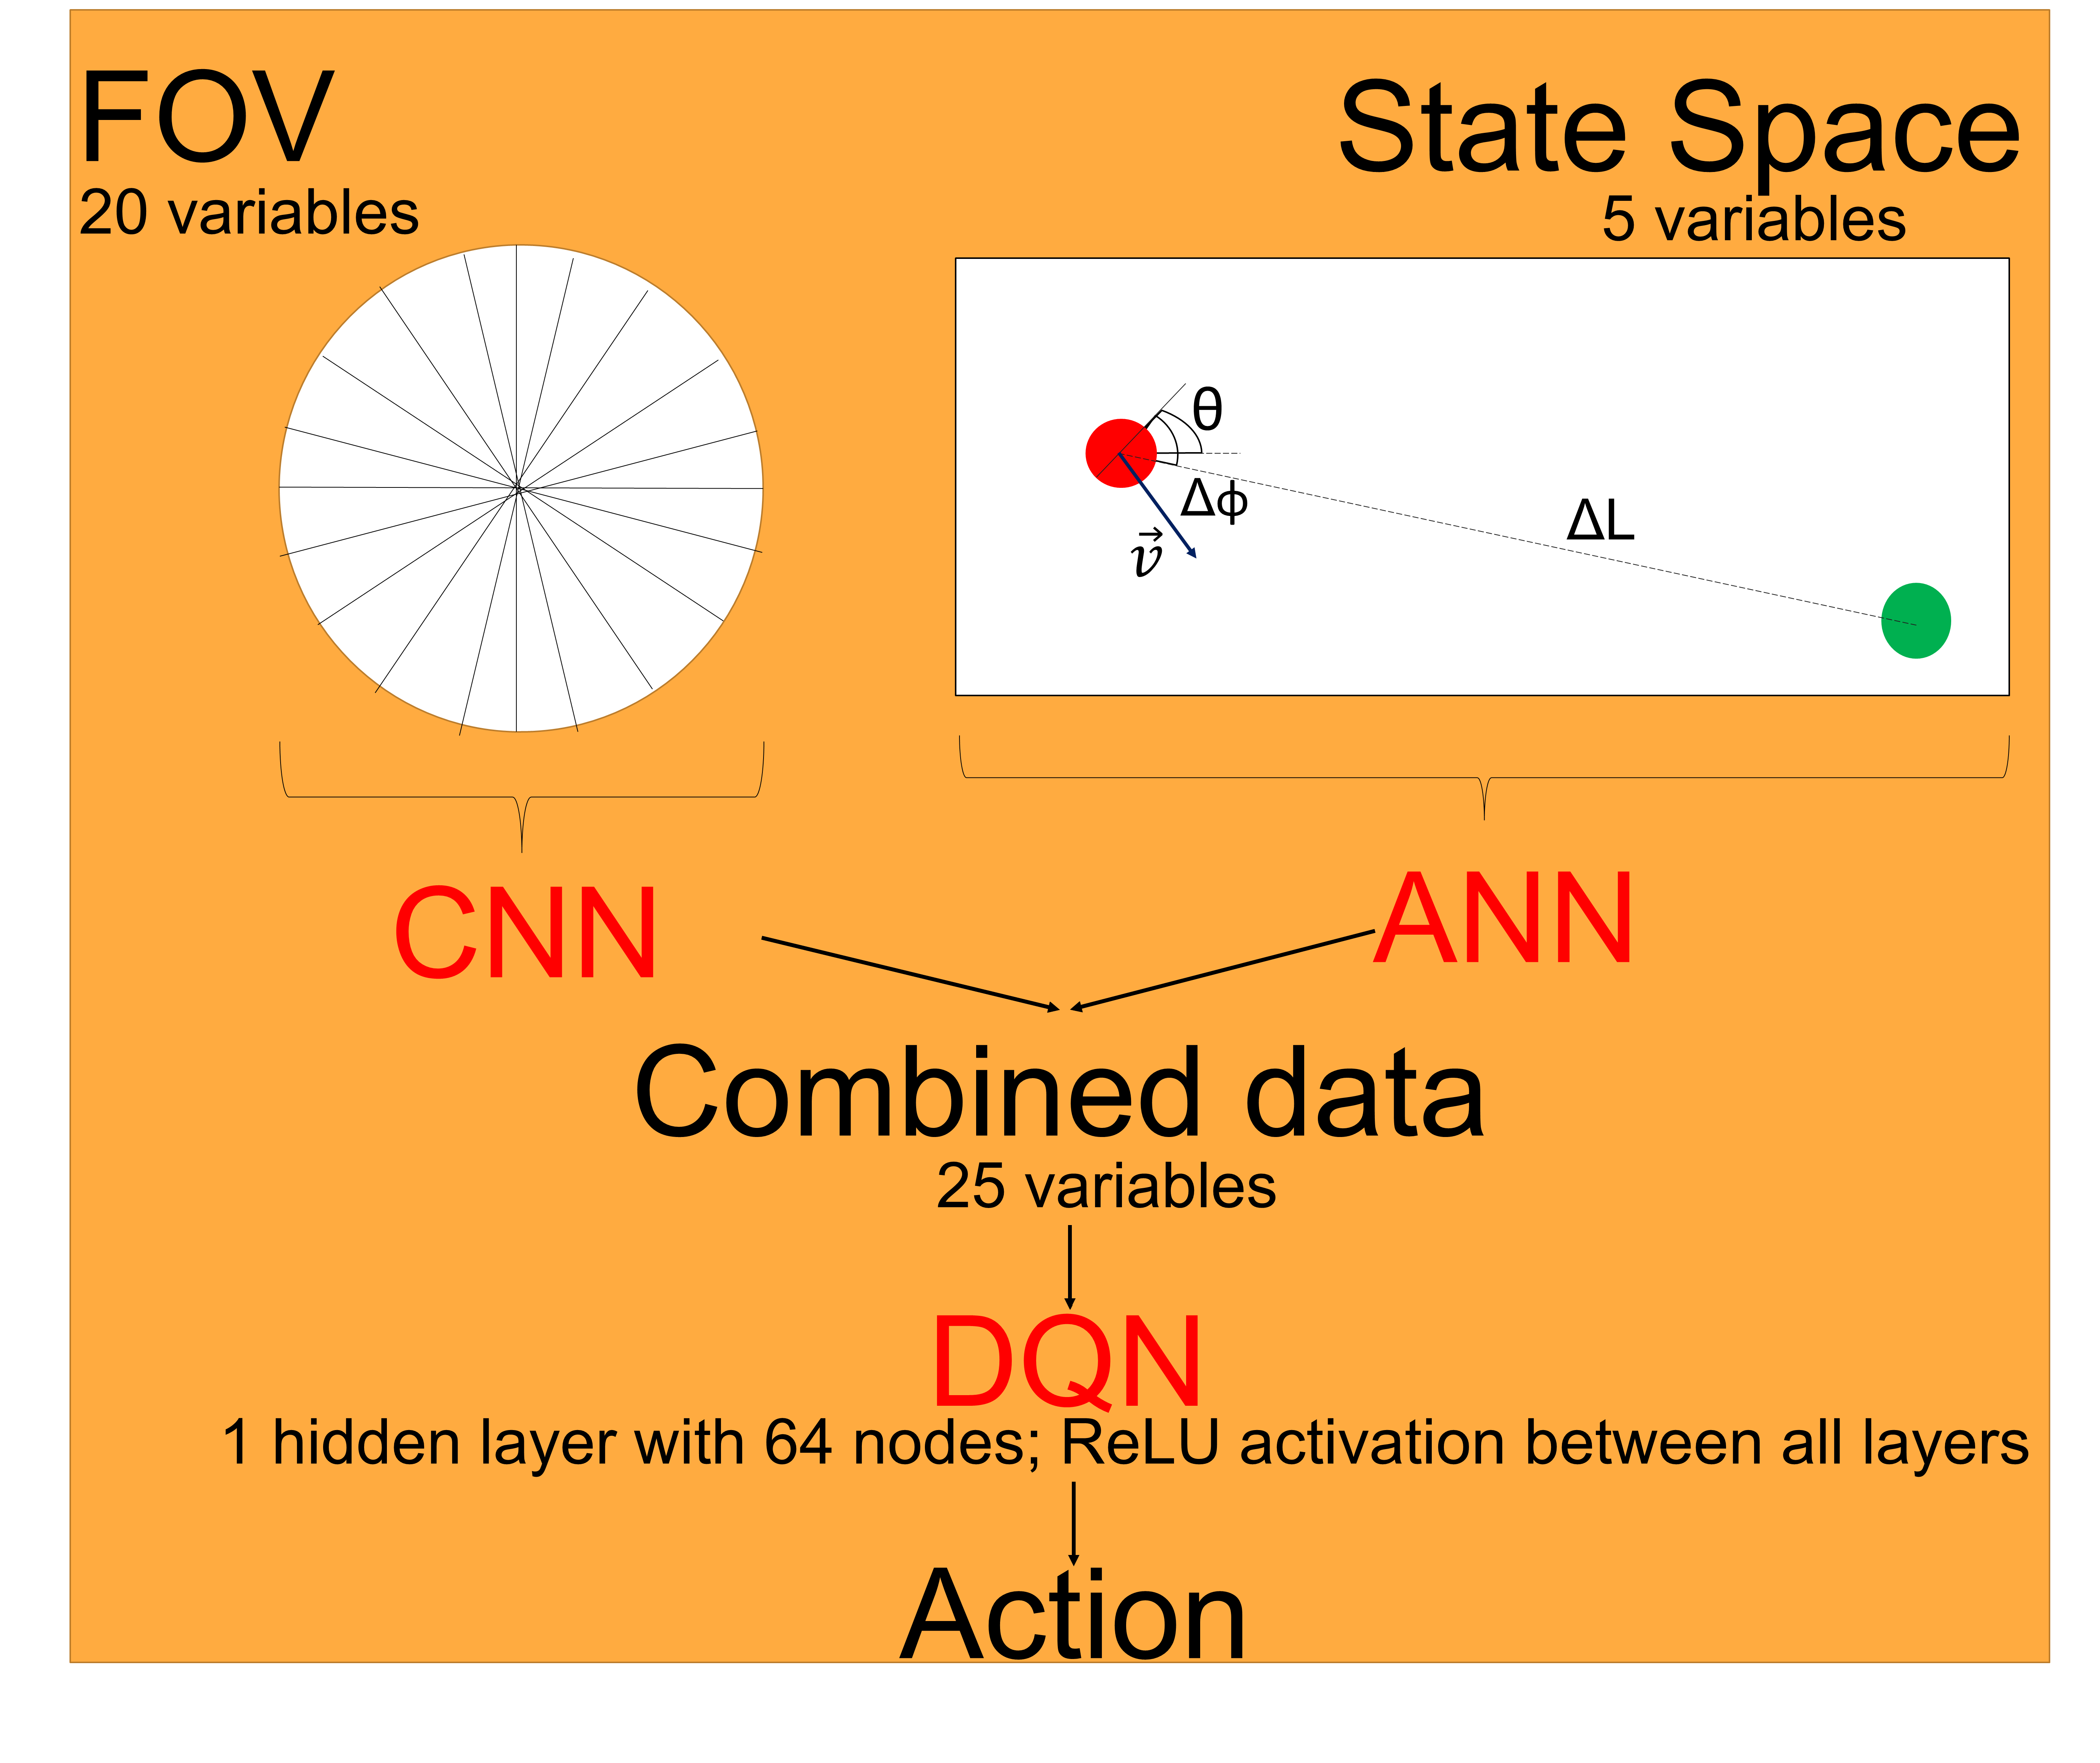 FOV
20 variables
State Space
5 variables
θ
Δϕ
v⃗
ΔL
CNN
ANN
Combined data
25 variables
DQN
1 hidden layer with 64 nodes; ReLU activation between all layers
Action